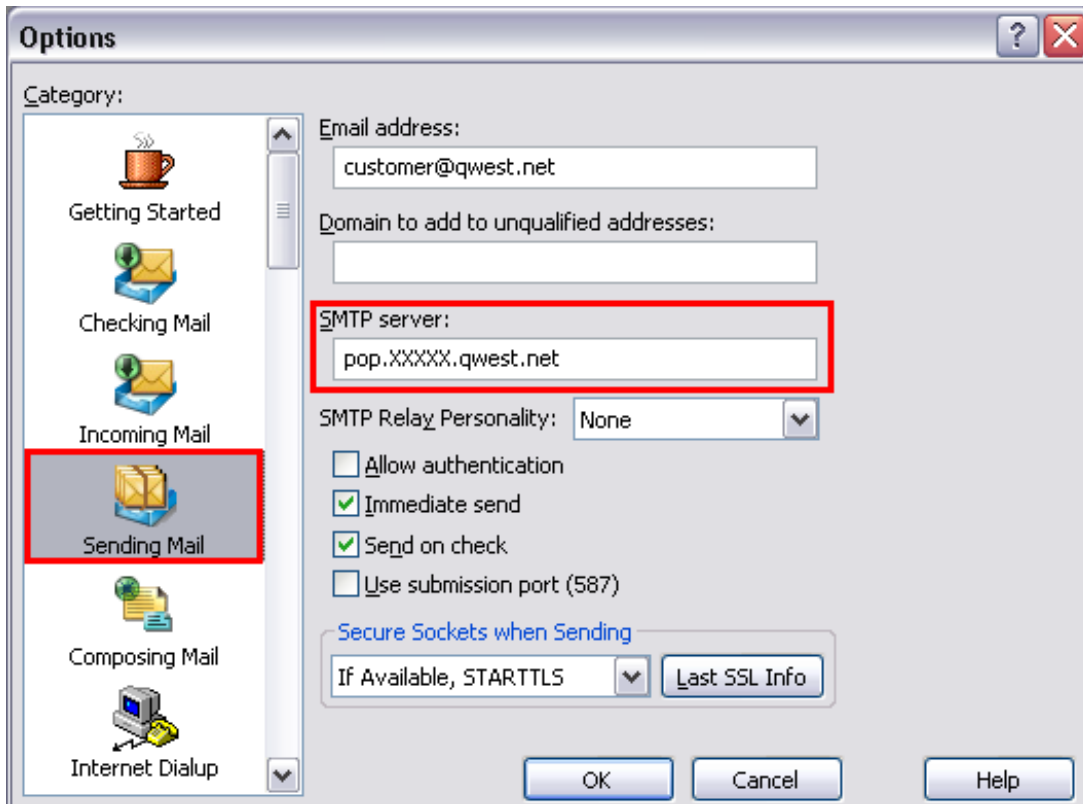 Options
Category:
Getting Started
Checking Mail
Incoming Mail
Sending Mail
Composing Mail
Internet Dialup
Email address:
customer@qwest.net
Domain to add to unqualified addresses:
SMTP server:
pop.XXXXX.qwest.net
SMTP Relay Personality: None
Allow authentication
Immediate send
Send on check
Use submission port (587)
Secure Sockets when Sending
If Available, STARTTLS Last SSL Info
OK Cancel Help